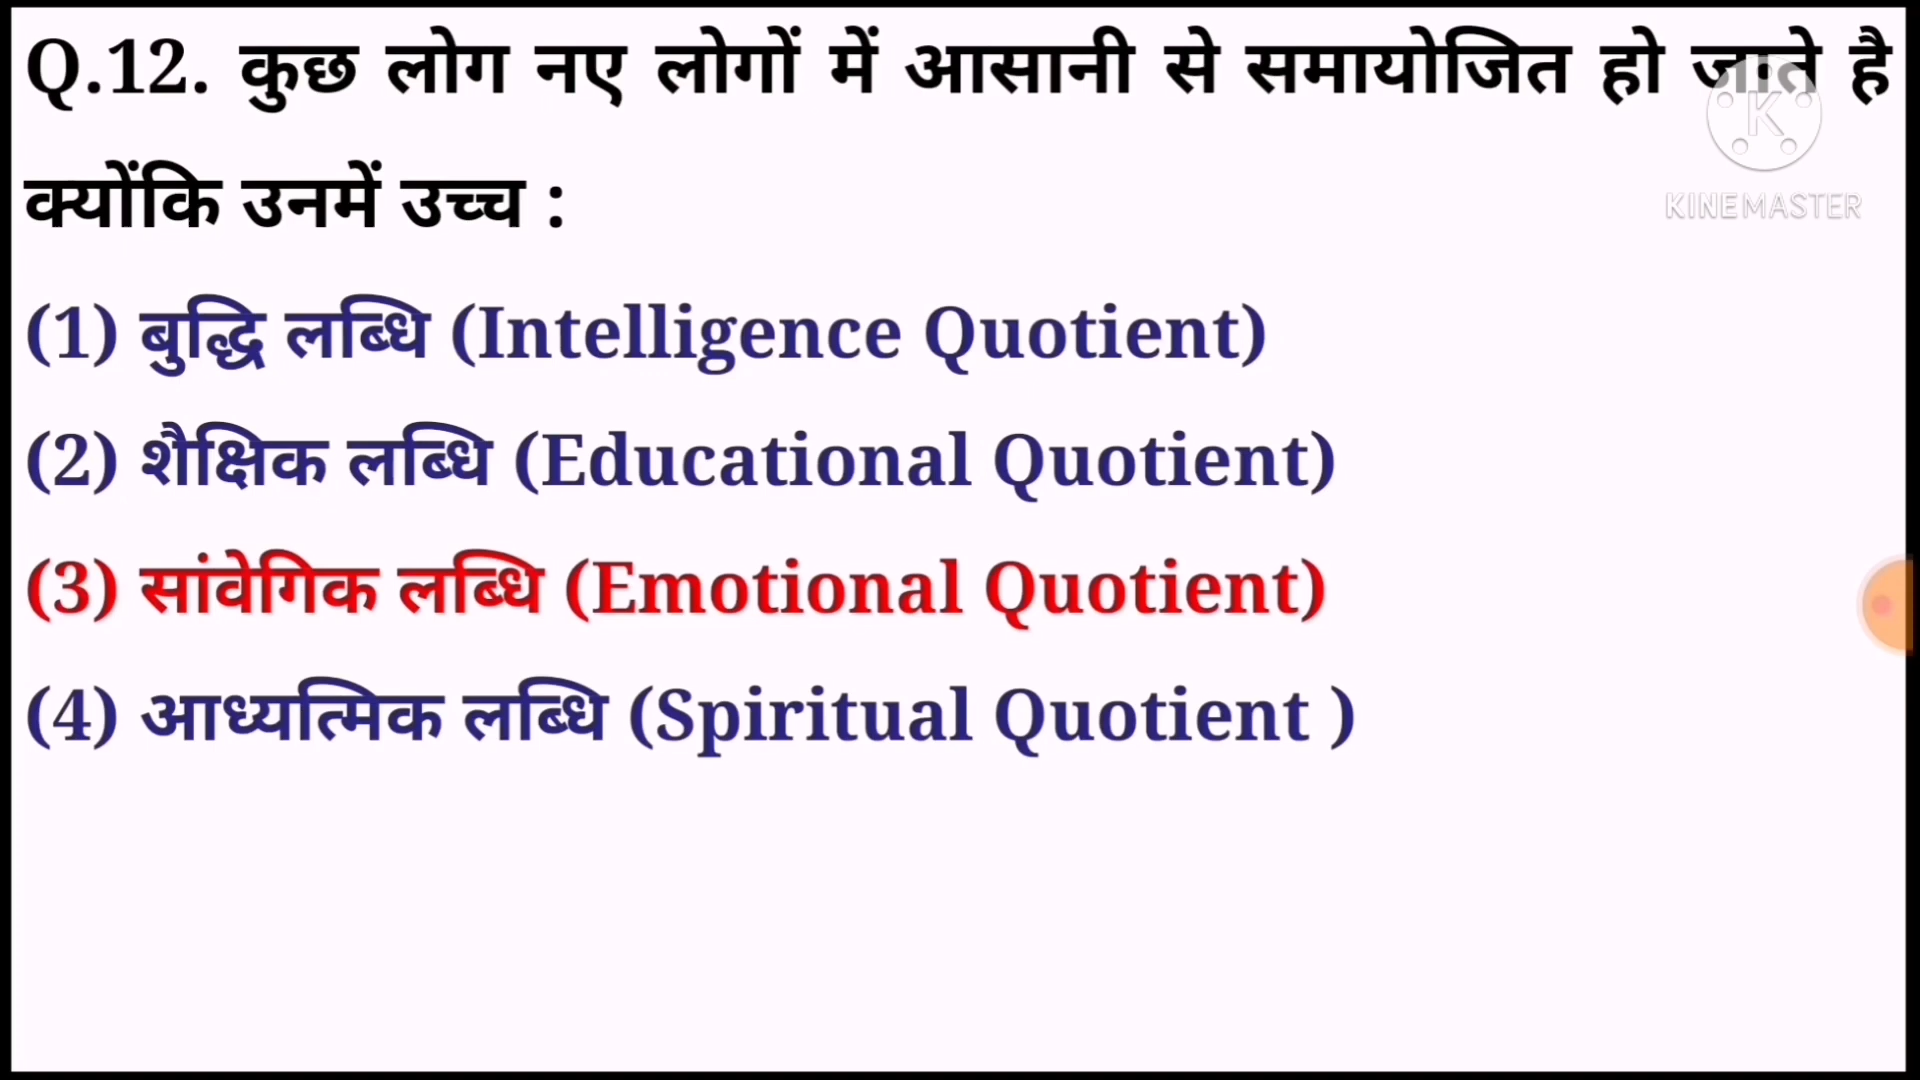 Q.12. कुछ लोग नए लोगों में आसानी से समायोजित हो जाते है
क्योंकि उनमें उच्च :
K
KINEMASTER
(1) बुद्धि लब्धि (Intelligence Quotient)
(2) शैक्षिक लब्धि (Educational Quotient)
(3) सांवेगिक लब्धि (Emotional Quotient)
(4) आध्यत्मिक लब्धि (Spiritual Quotient )